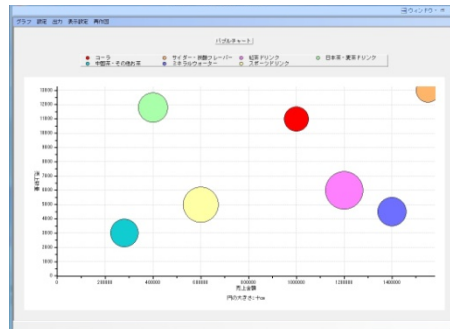 ウィンドウ
グラフ 設定 出力 表示設定 再作図
バブルチャート
コーラ サイダー・炭酸フレーバー 紅茶ドリンク 日本茶・麦茶ドリンク
中国茶・その他お茶 ミネラルウォーター スポーツドリンク
13000
12000
11000
10000
9000
8000
7000
6000
5000
4000
3000
2000
1000
0
0 200000 400000 600000 800000 1000000 1200000 1400000
売上金額
円の大きさ: